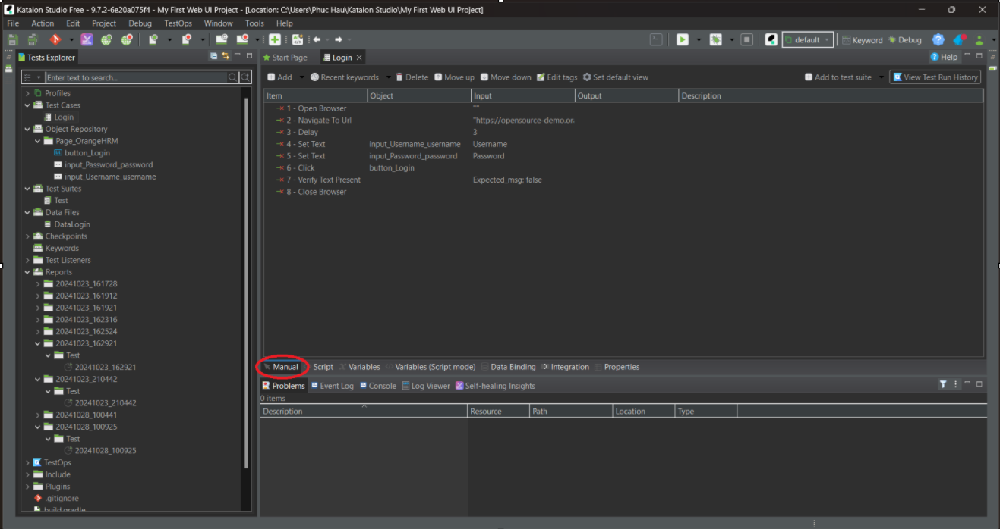 Katalon Studio Free - 9.7.2-6e20a075f4 - My First Web UI Project - [Location: C:\Users\Phuc Hau\Katalon Studio\My First Web UI Project]
File Action Edit Project Debug TestOps Window Tools Help
default Keyword Debug
Tests Explorer
Start Page Login Help
Enter text to search...
Add Recent keywords Delete Move up Move down Edit tags Set default view Add to test suite View Test Run History
Profiles
Test Cases
Login
Object Repository
Page_OrangeHRM
button_Login
input_Password_password
input_Username_username
Test Suites
Test
Data Files
DataLogin
Checkpoints
Keywords
Test Listeners
Reports
20241023_161728
20241023_161912
20241023_161921
20241023_162316
20241023_162524
20241023_162921
Test
20241023_162921
20241023_210442
Test
20241023_210442
20241028_100441
20241028_100925
Test
20241028_100925
TestOps
Include
Plugins
.gitignore
build.gradle
Item Object Input Output Description
1 - Open Browser ""
2 - Navigate To Url "https://opensource-demo.or
3 - Delay 3
4 - Set Text input_Username_username Username
5 - Set Text input_Password_password Password
6 - Click button_Login
7 - Verify Text Present Expected_msg; false
8 - Close Browser
Manual Script Variables Variables (Script mode) Data Binding Integration Properties
Problems Event Log Console Log Viewer Self-healing Insights
0 items
Description Resource Path Location Type